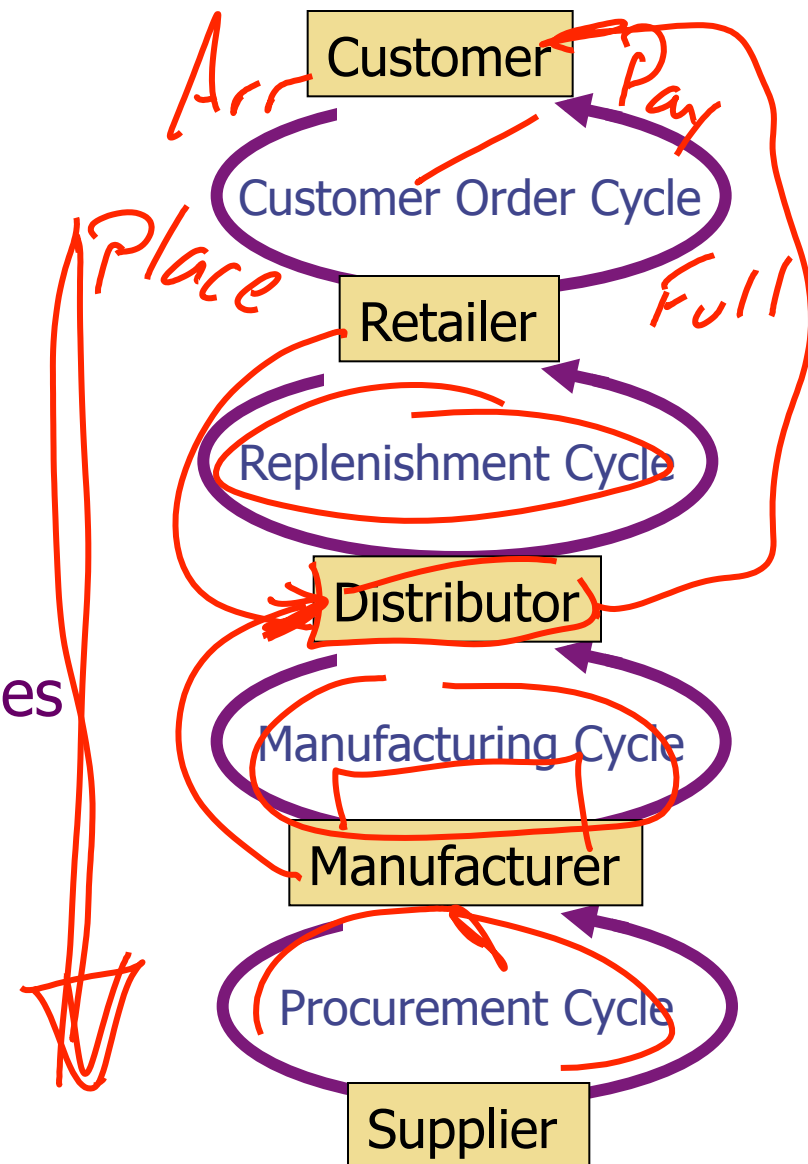 Customer
Arr
Pay
Customer Order Cycle
Place
Full
Retailer
Replenishment Cycle
Distributor
es
Manufacturing Cycle
Manufacturer
Procurement Cycle
Supplier